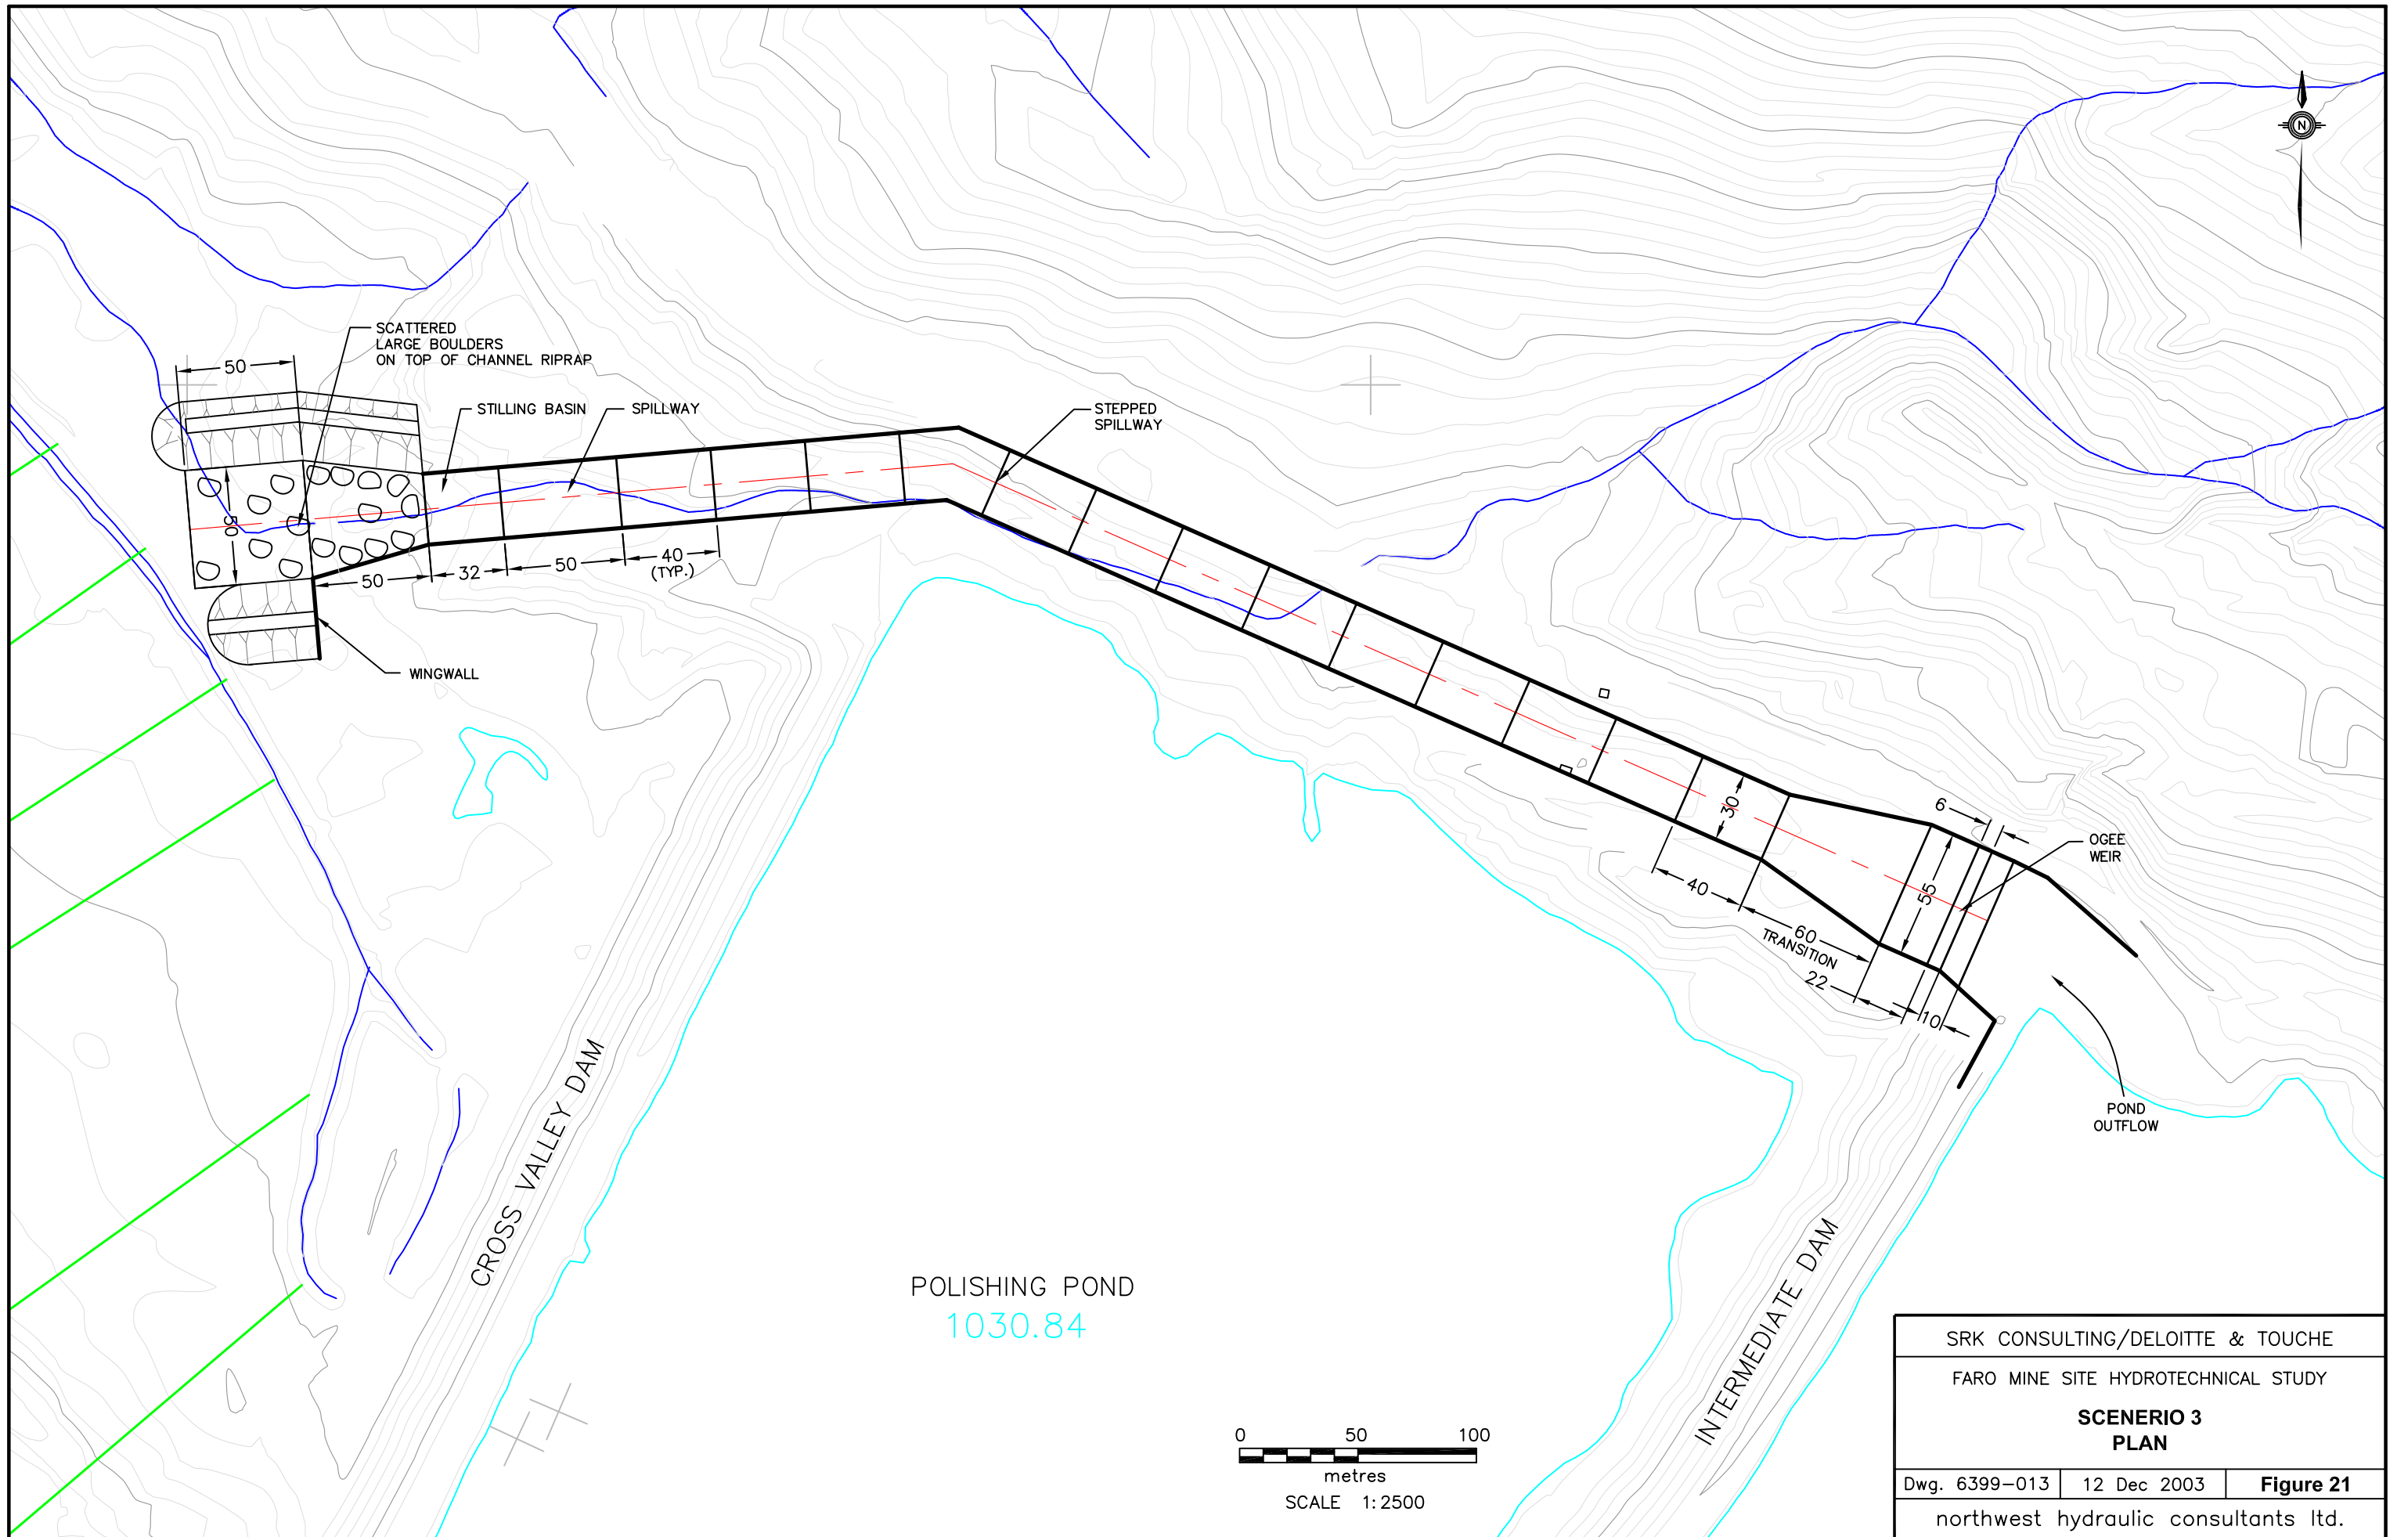 N
SCATTERED
LARGE BOULDERS
ON TOP OF CHANNEL RIPRAP
50
STILLING BASIN
SPILLWAY
STEPPED
SPILLWAY
50
50
32
50
40
(TYP.)
WINGWALL
30
6
OGEE
WEIR
55
40
60
TRANSITION
22
10
POND
OUTFLOW
CROSS VALLEY DAM
INTERMEDIATE DAM
POLISHING POND
1030.84
0 50 100
metres
SCALE 1:2500
SRK CONSULTING/DELOITTE & TOUCHE
FARO MINE SITE HYDROTECHNICAL STUDY
SCENERIO 3
PLAN
Dwg. 6399-013 12 Dec 2003 Figure 21
northwest hydraulic consultants ltd.